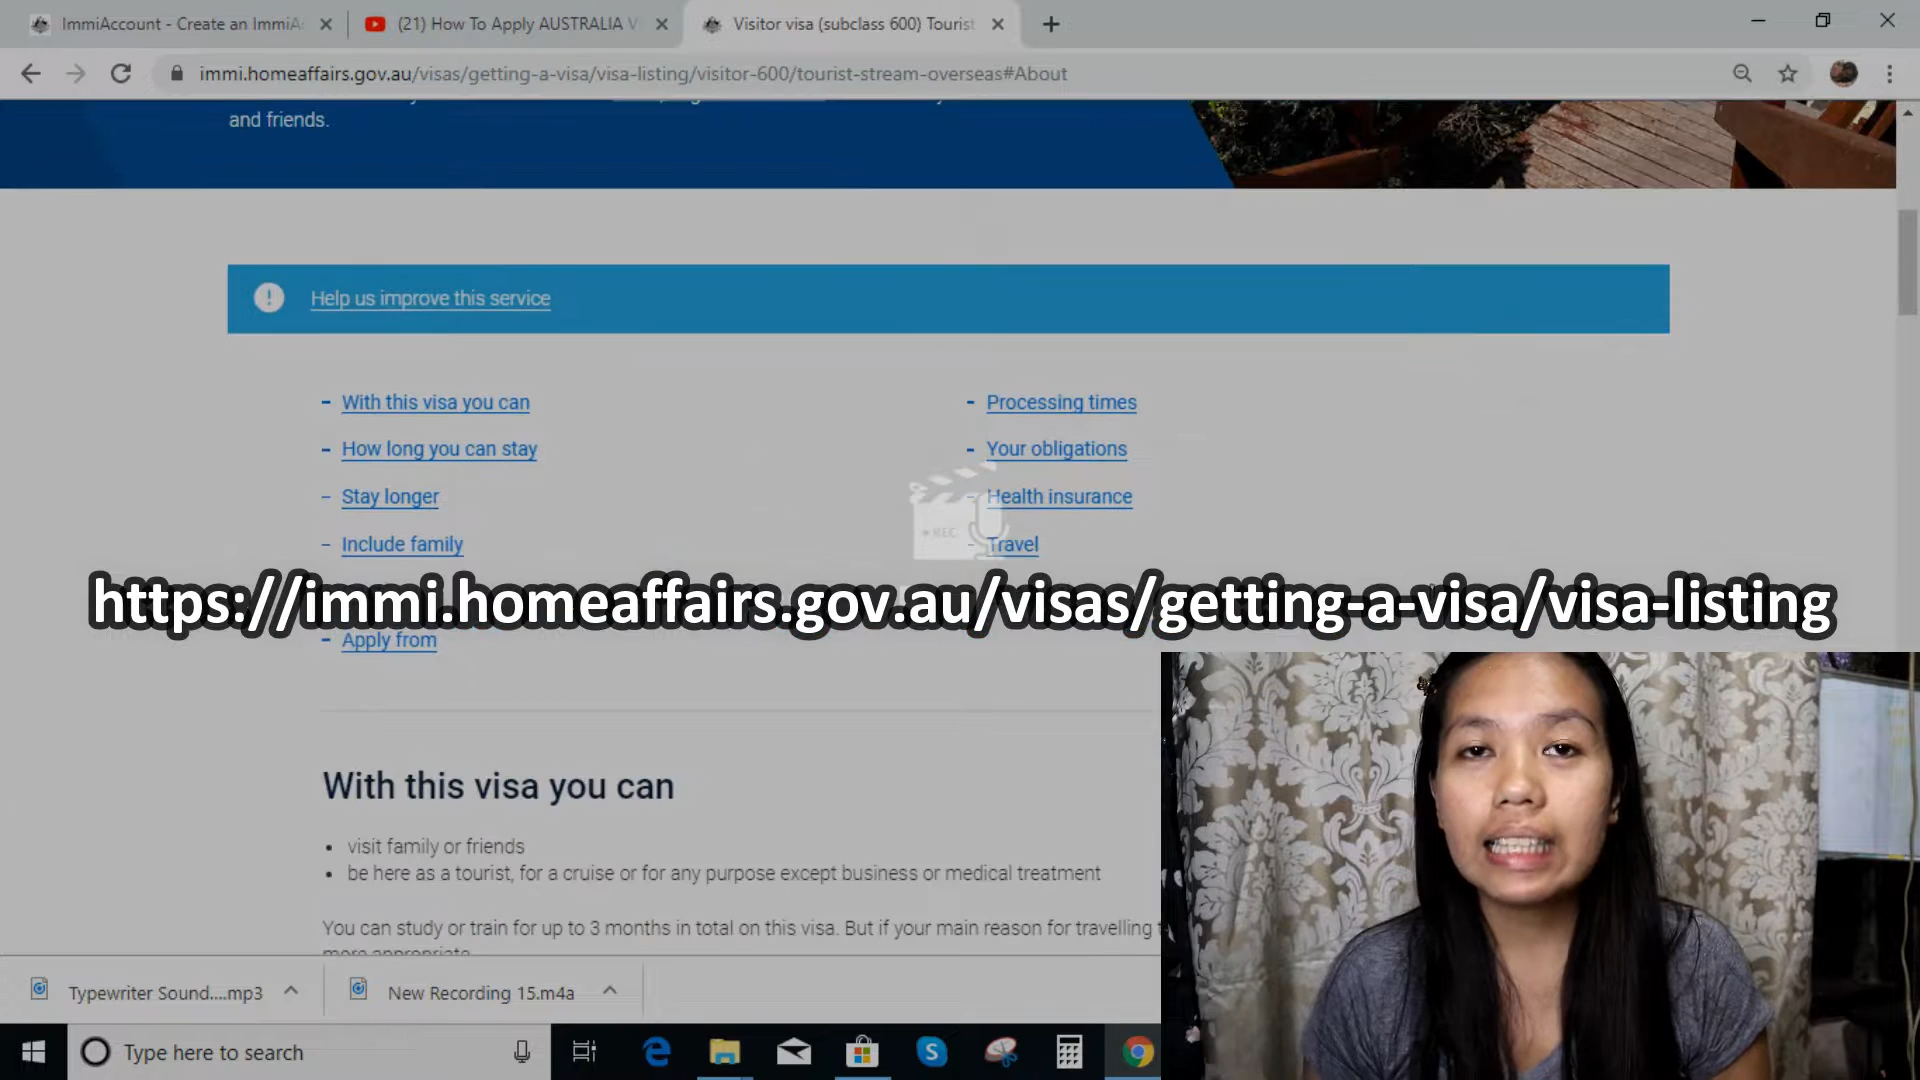 ImmiAccount - Create an ImmiAc
(21) How To Apply AUSTRALIA V
Visitor visa (subclass 600) Tourist
immi.homeaffairs.gov.au/visas/getting-a-visa/visa-listing/visitor-600/tourist-stream-overseas#About
and friends.
Help us improve this service
With this visa you can
How long you can stay
Stay longer
Include family
Processing times
Your obligations
Health insurance
Travel
REC
https://immi.homeaffairs.gov.au/visas/getting-a-visa/visa-listing
Apply from
With this visa you can
visit family or friends
be here as a tourist, for a cruise or for any purpose except business or medical treatment
You can study or train for up to 3 months in total on this visa. But if your main reason for travelling
more appropriate
Typewriter Sound....mp3
New Recording 15.m4a
Type here to search